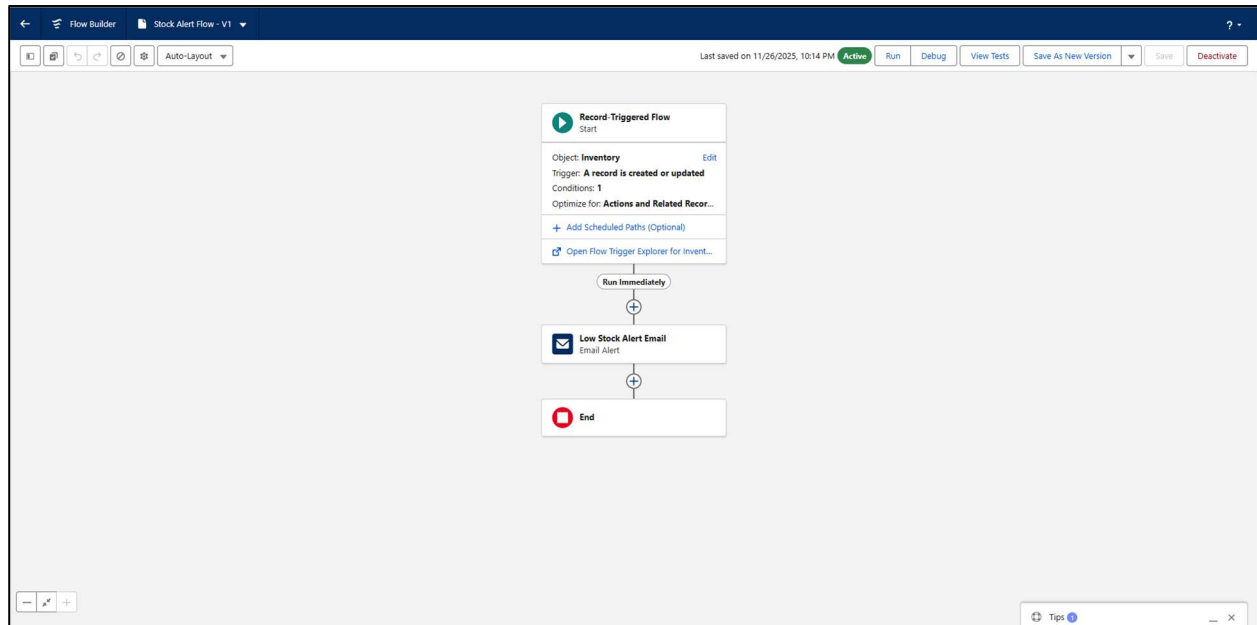 Flow Builder
Stock Alert Flow - V1
? -
Auto-Layout
Last saved on 11/26/2025, 10:14 PM Active Run Debug View Tests Save As New Version Save Deactivate
Record-Triggered Flow
Start
Object: Inventory Edit
Trigger: A record is created or updated
Conditions: 1
Optimize for: Actions and Related Recor...
+ Add Scheduled Paths (Optional)
Open Flow Trigger Explorer for Invent...
Run Immediately
Low Stock Alert Email
Email Alert
End
Tips 1